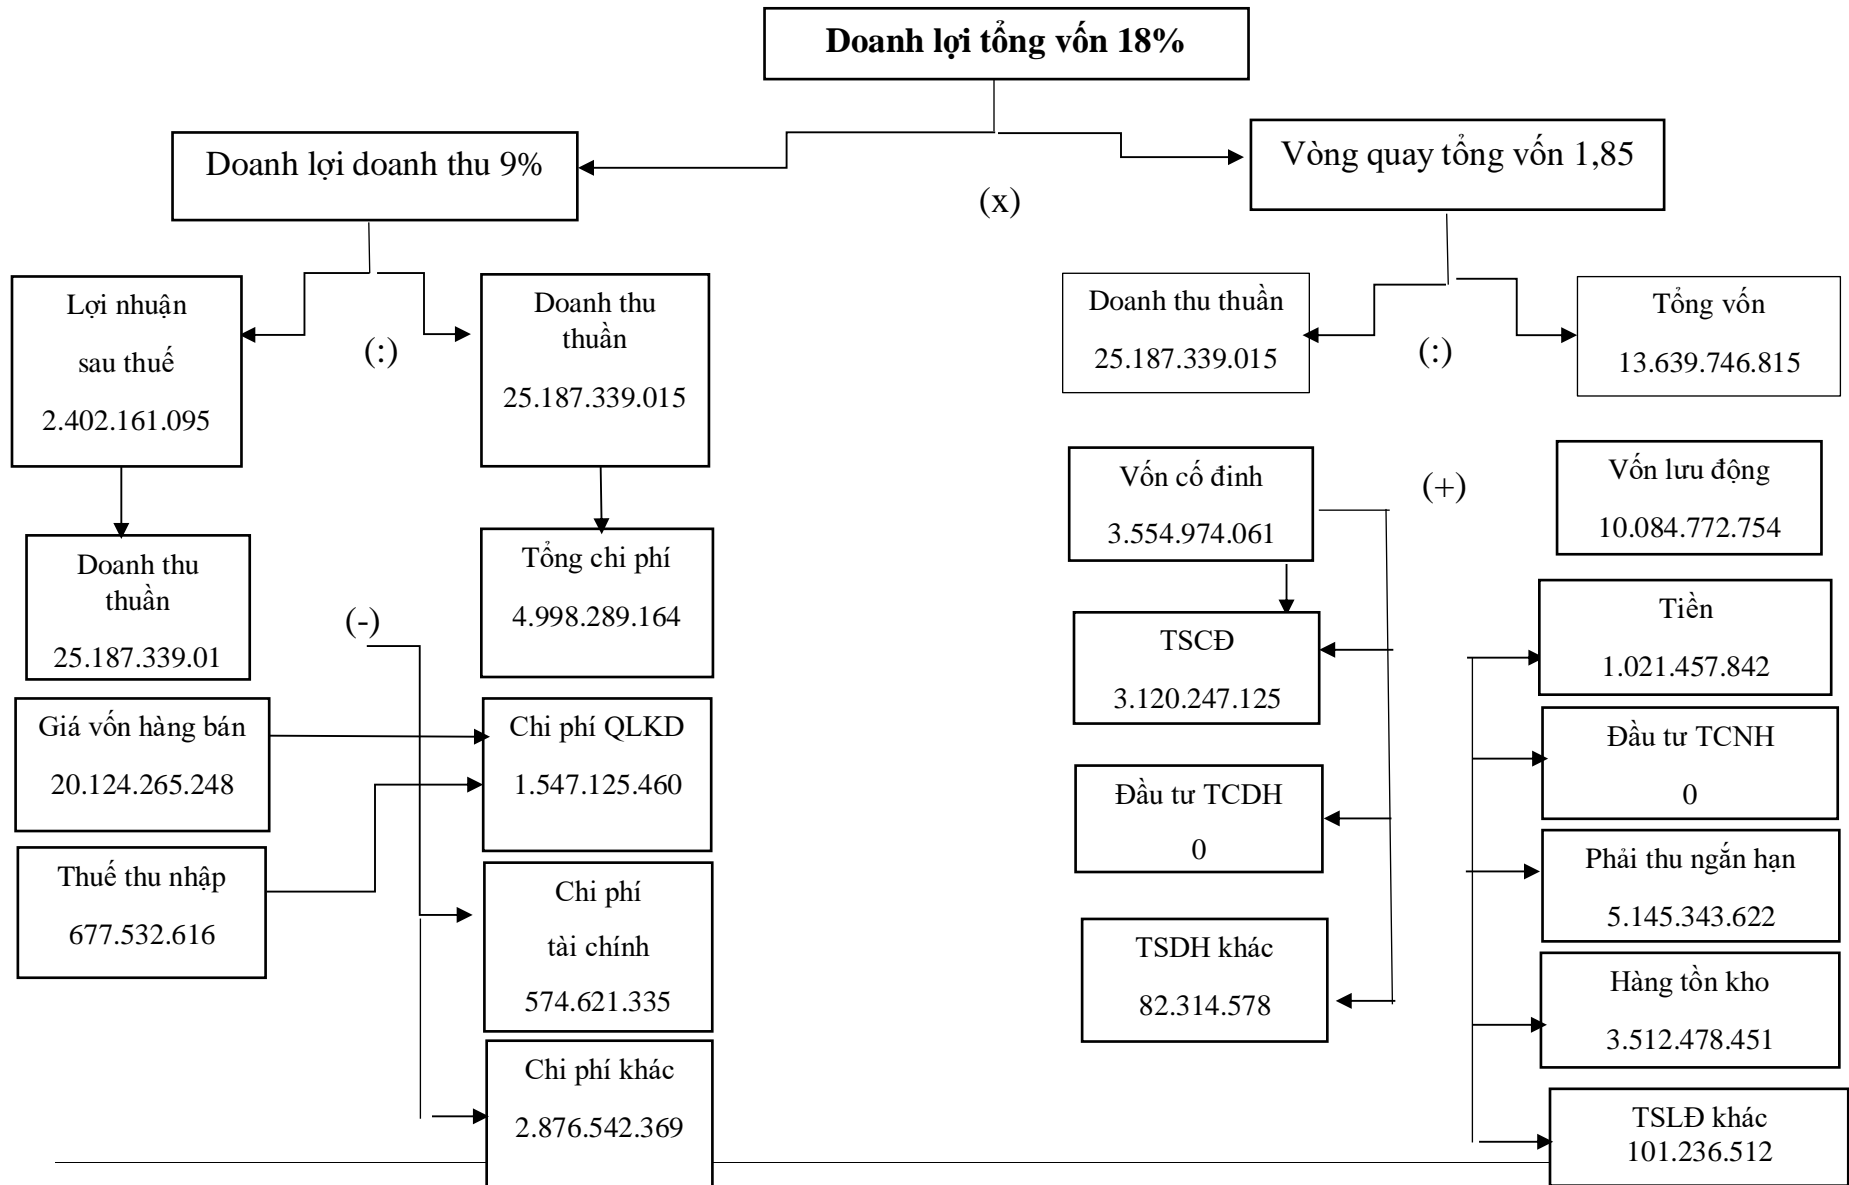 Doanh lợi tổng vốn 18%
Doanh lợi doanh thu 9%
Vòng quay tổng vốn 1,85
(x)
Lợi nhuận
sau thuế
2.402.161.095
(:)
Doanh thu
thuần
25.187.339.015
Doanh thu thuần
25.187.339.015
(:)
Tổng vốn
13.639.746.815
Vốn cố đinh
3.554.974.061
(+)
Vốn lưu động
10.084.772.754
Doanh thu
thuần
25.187.339.01
(-)
Tổng chi phí
4.998.289.164
TSCĐ
3.120.247.125
Tiền
1.021.457.842
Giá vốn hàng bán
20.124.265.248
Chi phí QLKD
1.547.125.460
Đầu tư TCDH
0
Đầu tư TCNH
0
Thuế thu nhập
677.532.616
Chi phí
tài chính
574.621.335
Phải thu ngắn hạn
5.145.343.622
TSDH khác
82.314.578
Hàng tồn kho
3.512.478.451
Chi phí khác
2.876.542.369
TSLĐ khác
101.236.512